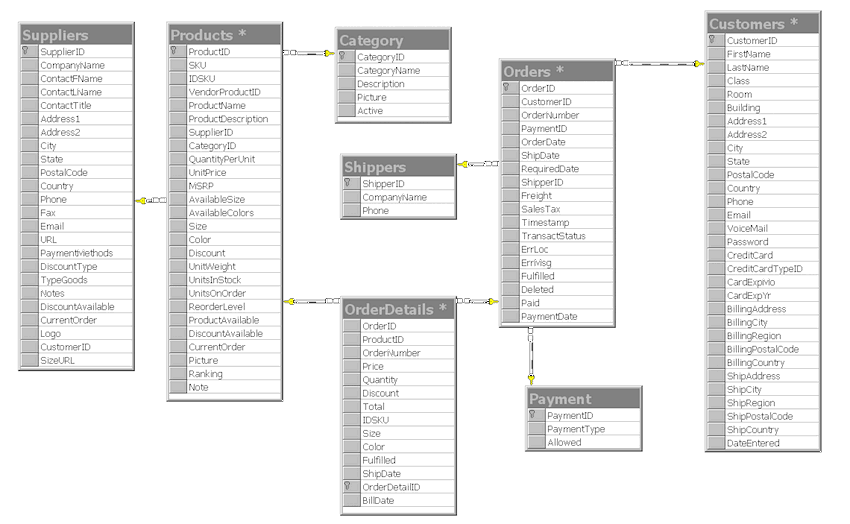 Suppliers
SupplierID
CompanyName
ContactFName
ContactLName
ContactTitle
Address1
Address2
City
State
PostalCode
Country
Phone
Fax
Email
URL
PaymentMethods
DiscountType
TypeGoods
Notes
DiscountAvailable
CurrentOrder
Logo
CustomerID
SizeURL
Products *
ProductID
SKU
IDSKU
VendorProductID
ProductName
ProductDescription
SupplierID
CategoryID
QuantityPerUnit
UnitPrice
MSRP
AvailableSize
AvailableColors
Size
Color
Discount
UnitWeight
UnitsInStock
UnitsOnOrder
ReorderLevel
ProductAvailable
DiscountAvailable
CurrentOrder
Picture
Ranking
Note
Category
CategoryID
CategoryName
Description
Picture
Active
Shippers
ShipperID
CompanyName
Phone
OrderDetails *
OrderID
ProductID
OrderNumber
Price
Quantity
Discount
Total
IDSKU
Size
Color
Fulfilled
ShipDate
OrderDetailID
BillDate
Orders *
OrderID
CustomerID
OrderNumber
PaymentID
OrderDate
ShipDate
RequiredDate
ShipperID
Freight
SalesTax
Timestamp
TransactStatus
ErrLoc
ErrMsg
Fulfilled
Deleted
Paid
PaymentDate
Payment
PaymentID
PaymentType
Allowed
Customers *
CustomerID
FirstName
LastName
Class
Room
Building
Address1
Address2
City
State
PostalCode
Country
Phone
Email
VoiceMail
Password
CreditCard
CreditCardTypeID
CardExpMo
CardExpYr
BillingAddress
BillingCity
BillingRegion
BillingPostalCode
BillingCountry
ShipAddress
ShipCity
ShipRegion
ShipPostalCode
ShipCountry
DateEntered